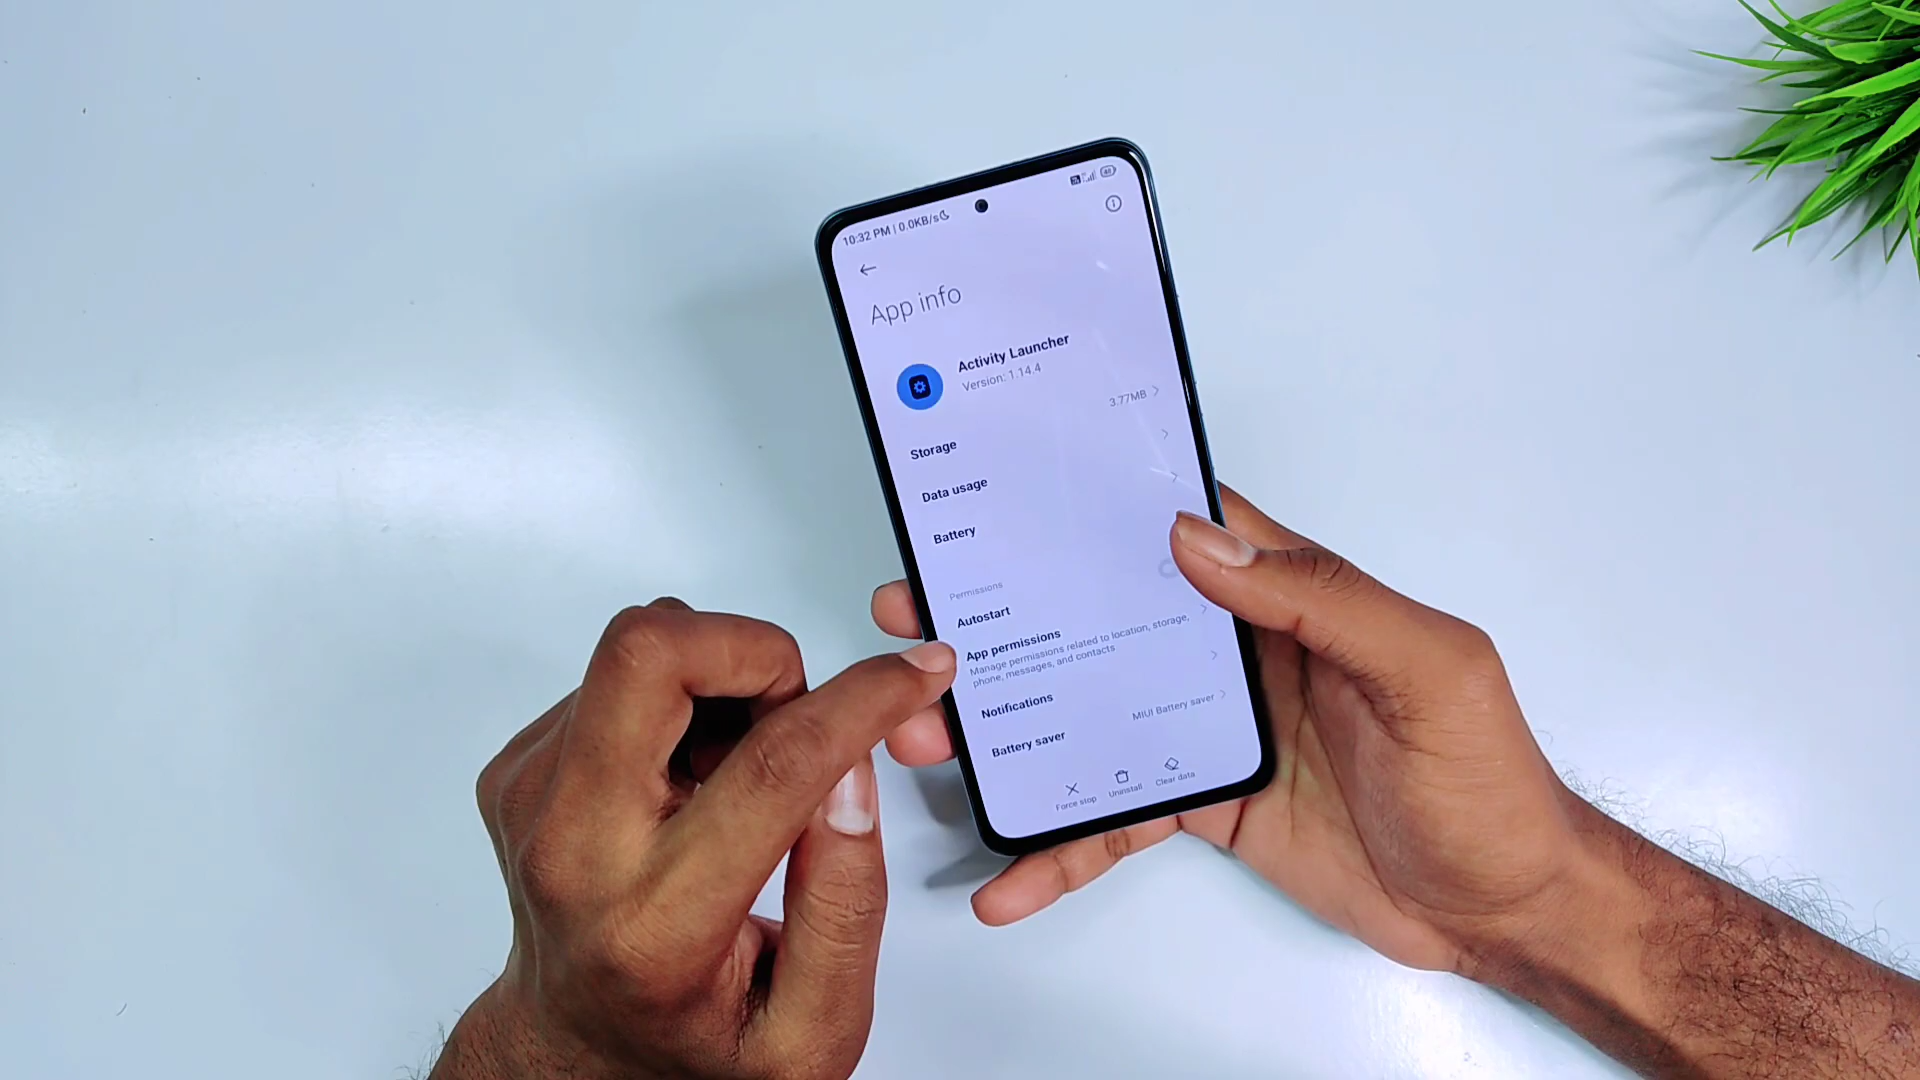 10:32 PM | 0.0KB/s
App info
Activity Launcher
Version: 1.14.4
3.77MB
Storage
Data usage
Battery
Permissions
Autostart
App permissions
Manage permissions related to location, storage,
phone, messages, and contacts
Notifications
MIUI Battery saver
Battery saver
Force stop
Uninstall
Clear data